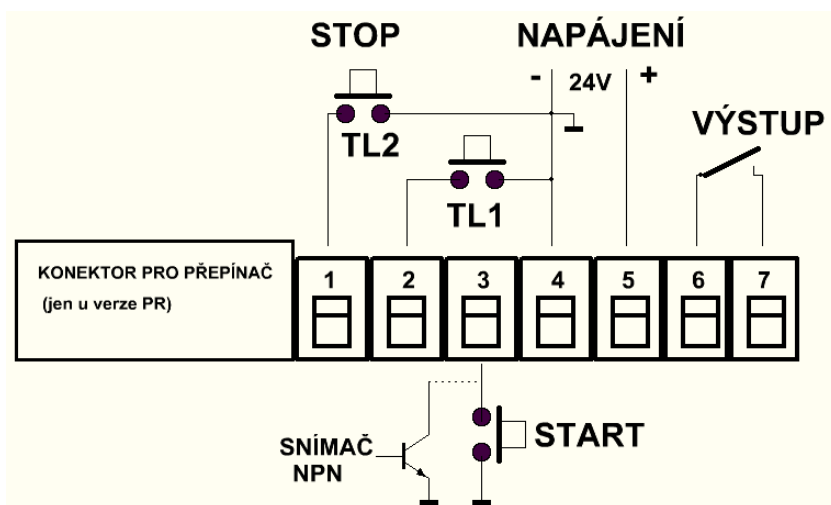 STOP
NAPÁJENÍ
- 24V +
TL2
VÝSTUP
TL1
KONEKTOR PRO PŘEPÍNAČ
(jen u verze PR)
1 2 3 4 5 6 7
START
SNÍMAČ
NPN